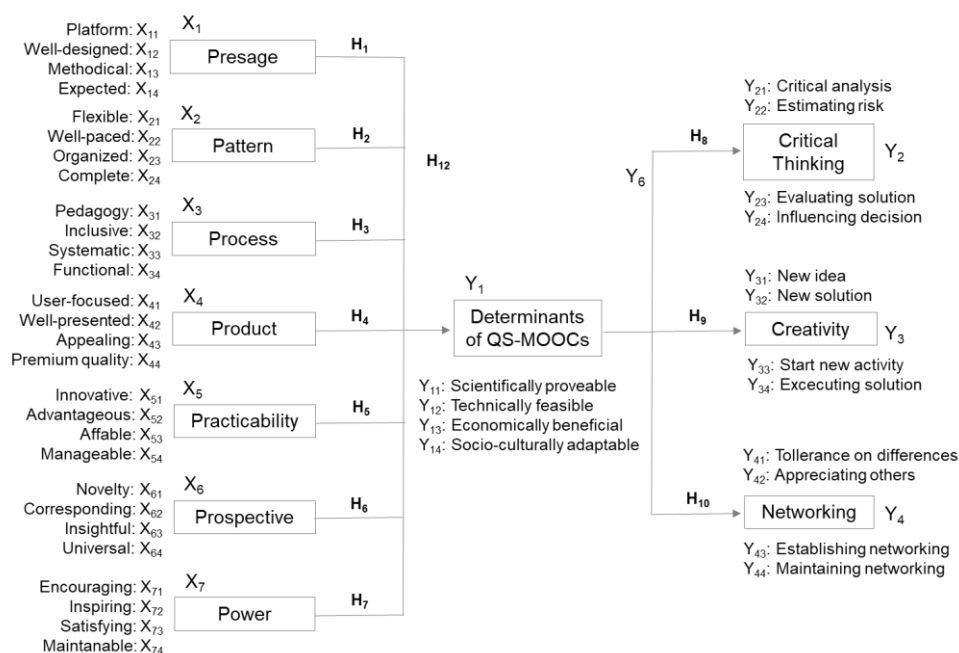 Platform: X₁₁
Well-designed: X₁₂
Methodical: X₁₃
Expected: X₁₄
X₁
Presage
H₁
Flexible: X₂₁
Well-paced: X₂₂
Organized: X₂₃
Complete: X₂₄
X₂
Pattern
H₂
H₁₂
Pedagogy: X₃₁
Inclusive: X₃₂
Systematic: X₃₃
Functional: X₃₄
X₃
Process
H₃
User-focused: X₄₁
Well-presented: X₄₂
Appealing: X₄₃
Premium quality: X₄₄
X₄
Product
H₄
Innovative: X₅₁
Advantageous: X₅₂
Affable: X₅₃
Manageable: X₅₄
X₅
Practicability
H₅
Novelty: X₆₁
Corresponding: X₆₂
Insightful: X₆₃
Universal: X₆₄
X₆
Prospective
H₆
Encouraging: X₇₁
Inspiring: X₇₂
Satisfying: X₇₃
Maintanable: X₇₄
X₇
Power
H₇
Y₁
Determinants
of QS-MOOCs
Y₁₁: Scientifically proveable
Y₁₂: Technically feasible
Y₁₃: Economically beneficial
Y₁₄: Socio-culturally adaptable
Y₆
H₈
Y₂₁: Critical analysis
Y₂₂: Estimating risk
Critical
Thinking
Y₂
Y₂₃: Evaluating solution
Y₂₄: Influencing decision
H₉
Y₃₁: New idea
Y₃₂: New solution
Creativity
Y₃
Y₃₃: Start new activity
Y₃₄: Excecuting solution
H₁₀
Y₄₁: Tollerance on differences
Y₄₂: Appreciating others
Networking
Y₄
Y₄₃: Establishing networking
Y₄₄: Maintaining networking